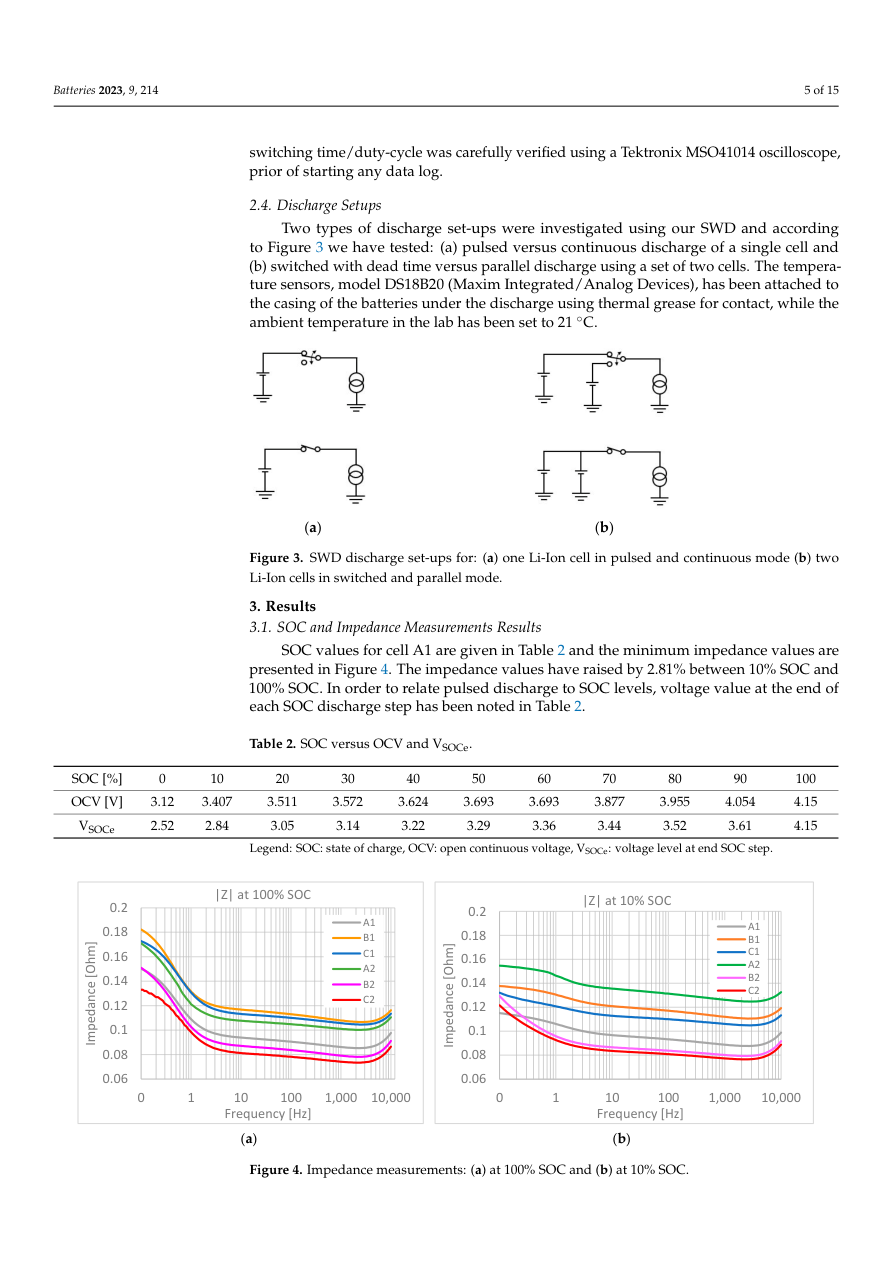 Batteries 2023, 9, 214
5 of 15
switching time/duty-cycle was carefully verified using a Tektronix MSO41014 oscilloscope,
prior of starting any data log.
2.4. Discharge Setups
Two types of discharge set-ups were investigated using our SWD and according
to Figure 3 we have tested: (a) pulsed versus continuous discharge of a single cell and
(b) switched with dead time versus parallel discharge using a set of two cells. The tempera-
ture sensors, model DS18B20 (Maxim Integrated/Analog Devices), has been attached to
the casing of the batteries under the discharge using thermal grease for contact, while the
ambient temperature in the lab has been set to 21 °C.
(a)
(b)
Figure 3. SWD discharge set-ups for: (a) one Li-Ion cell in pulsed and continuous mode (b) two
Li-Ion cells in switched and parallel mode.
3. Results
3.1. SOC and Impedance Measurements Results
SOC values for cell A1 are given in Table 2 and the minimum impedance values are
presented in Figure 4. The impedance values have raised by 2.81% between 10% SOC and
100% SOC. In order to relate pulsed discharge to SOC levels, voltage value at the end of
each SOC discharge step has been noted in Table 2.
Table 2. SOC versus OCV and VSOCe.
SOC [%] 0 10 20 30 40 50 60 70 80 90 100
OCV [V] 3.12 3.407 3.511 3.572 3.624 3.693 3.693 3.877 3.955 4.054 4.15
VSOCe 2.52 2.84 3.05 3.14 3.22 3.29 3.36 3.44 3.52 3.61 4.15
Legend: SOC: state of charge, OCV: open continuous voltage, VSOCe: voltage level at end SOC step.
|Z| at 100% SOC
0.2
0.18
0.16
0.14
0.12
0.1
0.08
0.06
Impedance [Ohm]
A1
B1
C1
A2
B2
C2
0 1 10 100 1,000 10,000
Frequency [Hz]
(a)
|Z| at 10% SOC
0.2
0.18
0.16
0.14
0.12
0.1
0.08
0.06
Impedance [Ohm]
A1
B1
C1
A2
B2
C2
0 1 10 100 1,000 10,000
Frequency [Hz]
(b)
Figure 4. Impedance measurements: (a) at 100% SOC and (b) at 10% SOC.